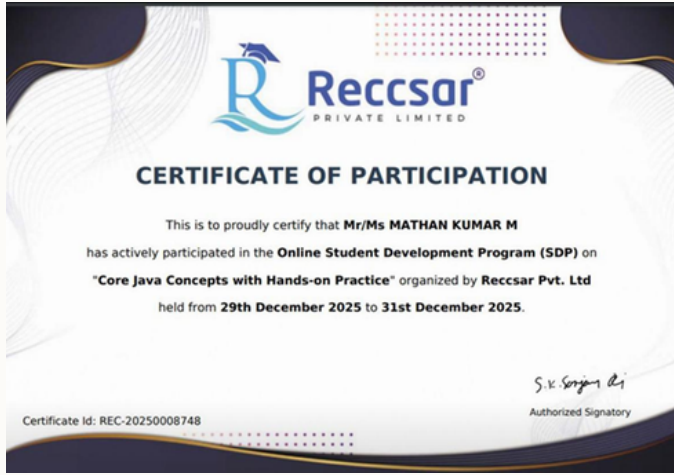 Reccsar®
PRIVATE LIMITED
CERTIFICATE OF PARTICIPATION
This is to proudly certify that Mr/Ms MATHAN KUMAR M
has actively participated in the Online Student Development Program (SDP) on
"Core Java Concepts with Hands-on Practice" organized by Reccsar Pvt. Ltd
held from 29th December 2025 to 31st December 2025.
S.K.
Authorized Signatory
Certificate Id: REC-20250008748